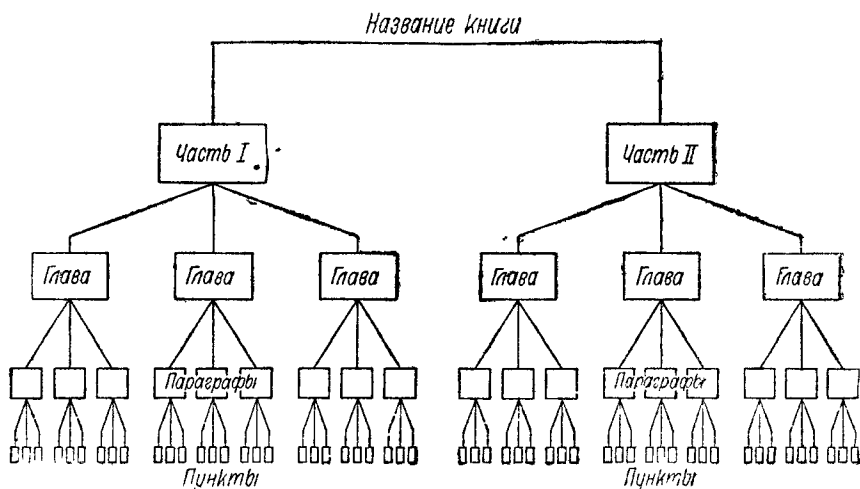 Название книги
Часть I
Часть II
Глава
Глава
Глава
Глава
Глава
Глава
Параграфы
Параграфы
Пункты
Пункты